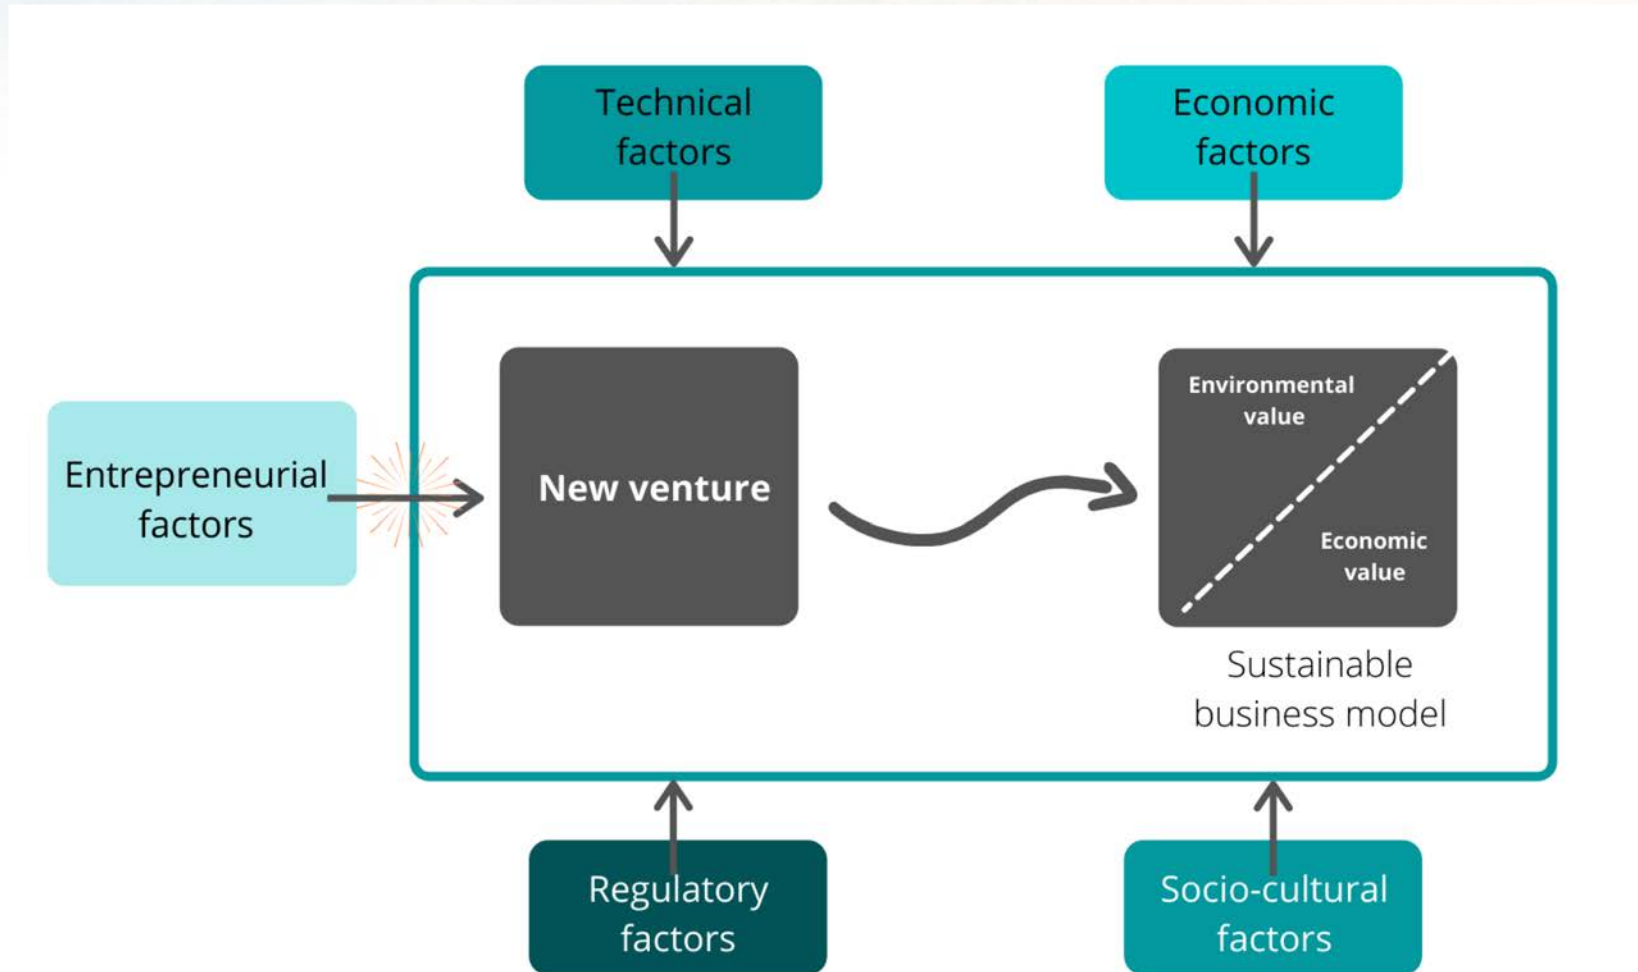 Technical
factors
Economic
factors
Entrepreneurial
factors
New venture
Environmental
value
Economic
value
Sustainable
business model
Regulatory
factors
Socio-cultural
factors